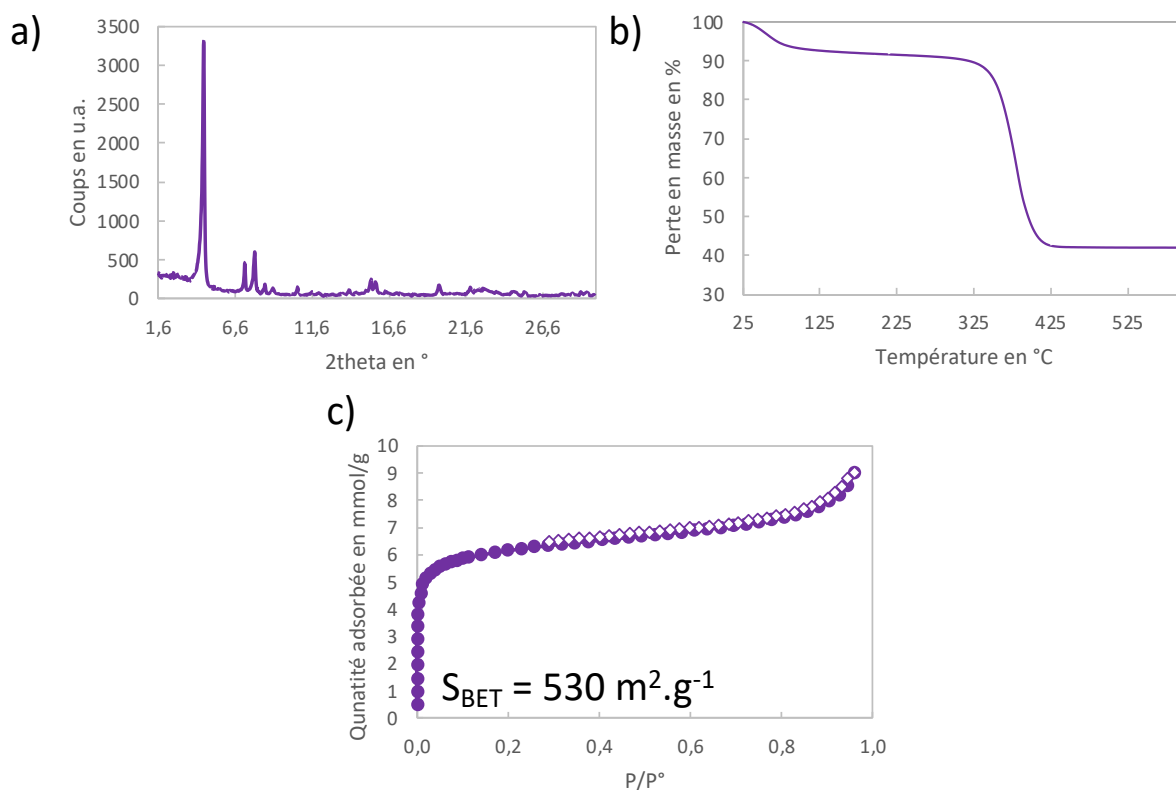 a)
3500
3000
2500
2000
1500
1000
500
0
Coups en u.a.
1,6 6,6 11,6 16,6 21,6 26,6
2theta en °
b)
100
90
80
70
60
50
40
30
Perte en masse en %
25 125 225 325 425 525
Température en °C
c)
10
9
8
7
6
5
4
3
2
1
0
Qunatité adsorbée en mmol/g
S_BET = 530 m².g⁻¹
0,0 0,2 0,4 0,6 0,8 1,0
P/P°